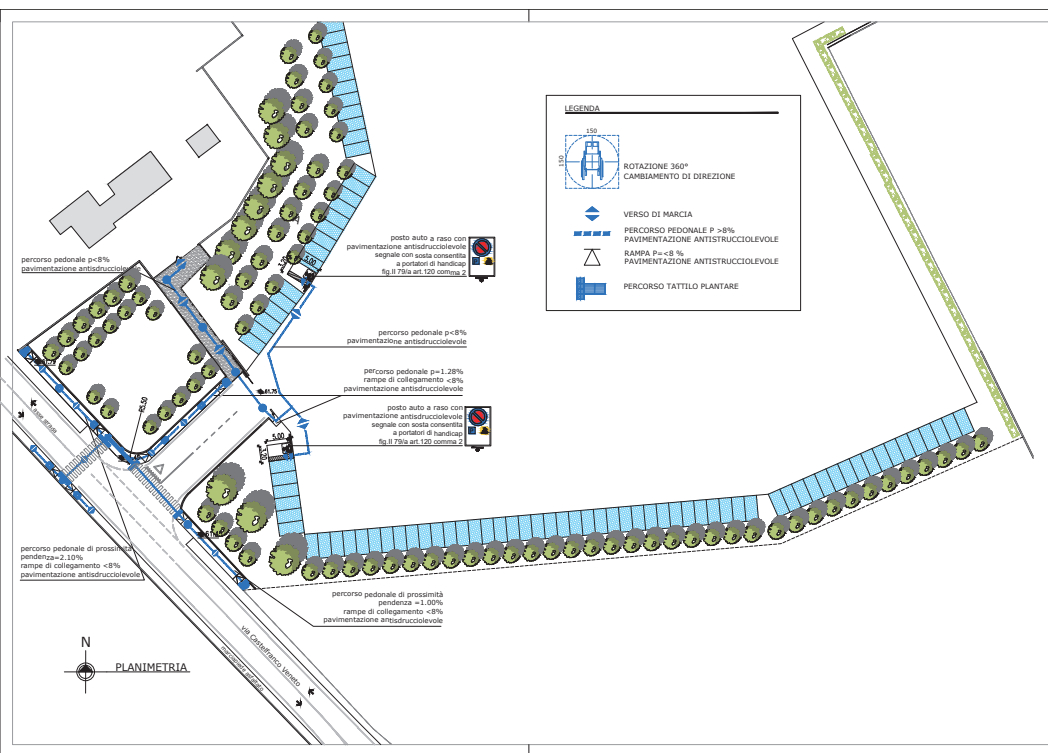 LEGENDA
150
150
ROTAZIONE 360°
CAMBIAMENTO DI DIREZIONE
VERSO DI MARCIA
PERCORSO PEDONALE P >8%
PAVIMENTAZIONE ANTISTRUCCIOLEVOLE
RAMPA P=<8 %
PAVIMENTAZIONE ANTISTRUCCIOLEVOLE
PERCORSO TATTILO PLANTARE
posto auto a raso con
pavimentazione antisdrucciolevole
segnale con sosta consentita
a portatori di handicap
fig.II 79/a art.120 comma 2
5.00
3.20
percorso pedonale p<8%
pavimentazione antisdrucciolevole
percorso pedonale p<8%
pavimentazione antisdrucciolevole
percorso pedonale p=1.28%
rampe di collegamento <8%
pavimentazione antisdrucciolevole
posto auto a raso con
pavimentazione antisdrucciolevole
segnale con sosta consentita
a portatori di handicap
fig.II 79/a art.120 comma 2
5.00
R5.50
percorso pedonale di prossimità
pendenza=2.10%
rampe di collegamento <8%
pavimentazione antisdrucciolevole
percorso pedonale di prossimità
pendenza =1.00%
rampe di collegamento <8%
pavimentazione antisdrucciolevole
via Castelfranco Veneto
marciapiede asfaltato
N
PLANIMETRIA